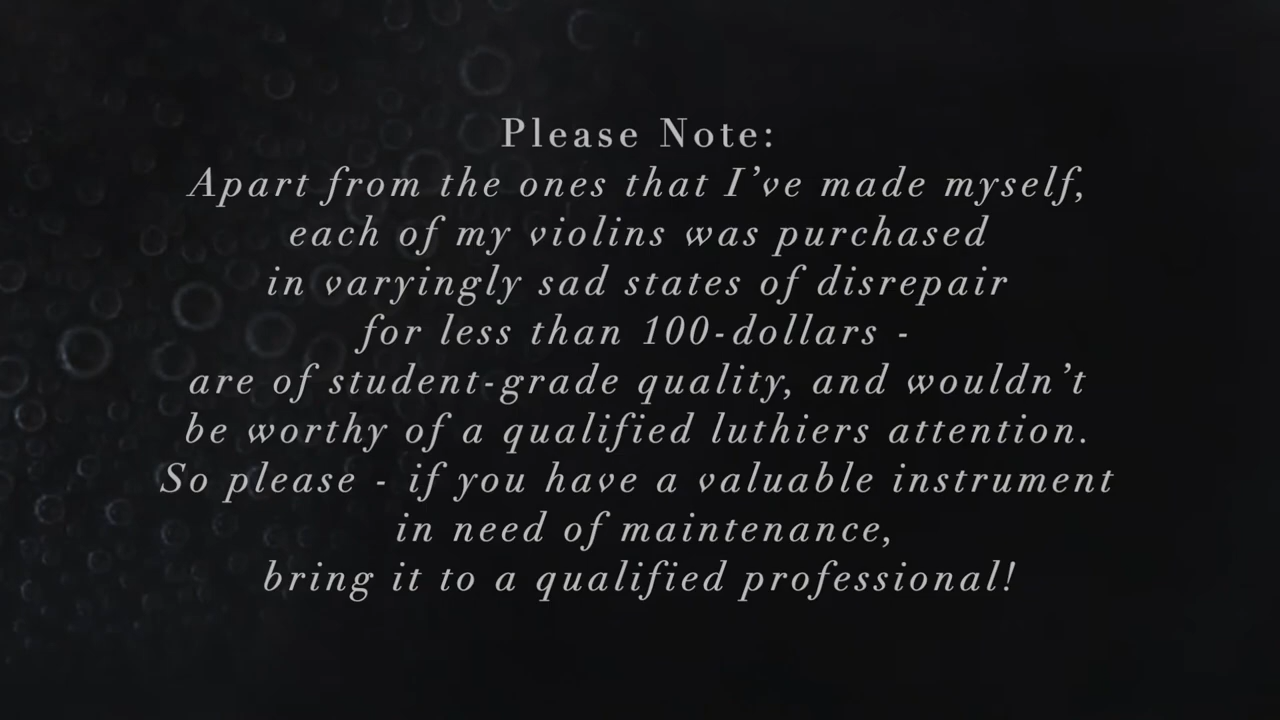 Please Note:
Apart from the ones that I’ve made myself,
each of my violins was purchased
in varyingly sad states of disrepair
for less than 100-dollars -
are of student-grade quality, and wouldn’t
be worthy of a qualified luthiers attention.
So please - if you have a valuable instrument
in need of maintenance,
bring it to a qualified professional!